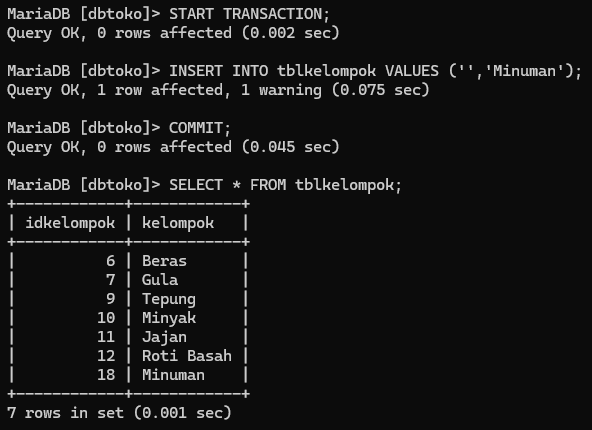 MariaDB [dbtoko]> START TRANSACTION;
Query OK, 0 rows affected (0.002 sec)

MariaDB [dbtoko]> INSERT INTO tblkelompok VALUES ('','Minuman');
Query OK, 1 row affected, 1 warning (0.075 sec)

MariaDB [dbtoko]> COMMIT;
Query OK, 0 rows affected (0.045 sec)

MariaDB [dbtoko]> SELECT * FROM tblkelompok;
+------------+------------+
| idkelompok | kelompok   |
+------------+------------+
|          6 | Beras      |
|          7 | Gula       |
|          9 | Tepung     |
|         10 | Minyak     |
|         11 | Jajan      |
|         12 | Roti Basah |
|         18 | Minuman    |
+------------+------------+
7 rows in set (0.001 sec)